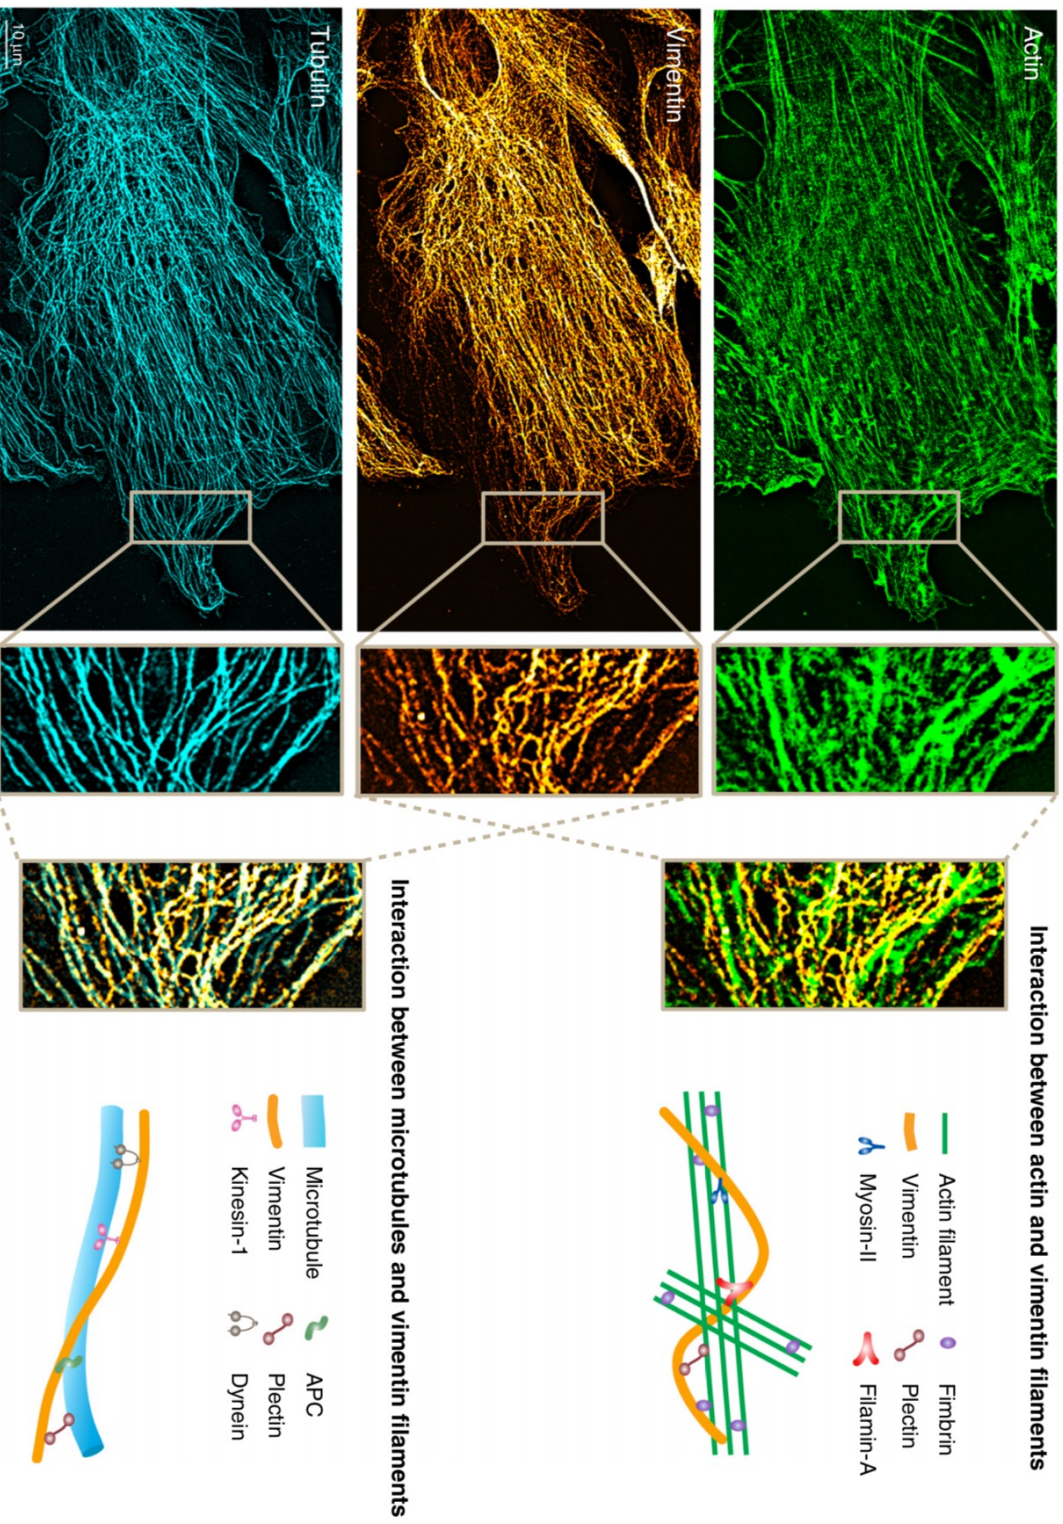 Actin
Vimentin
Tubulin
10 µm
Interaction between actin and vimentin filaments
Actin filament
Vimentin
Myosin-II
Fimbrin
Plectin
Filamin-A
Interaction between microtubules and vimentin filaments
Microtubule
Vimentin
Kinesin-1
APC
Plectin
Dynein